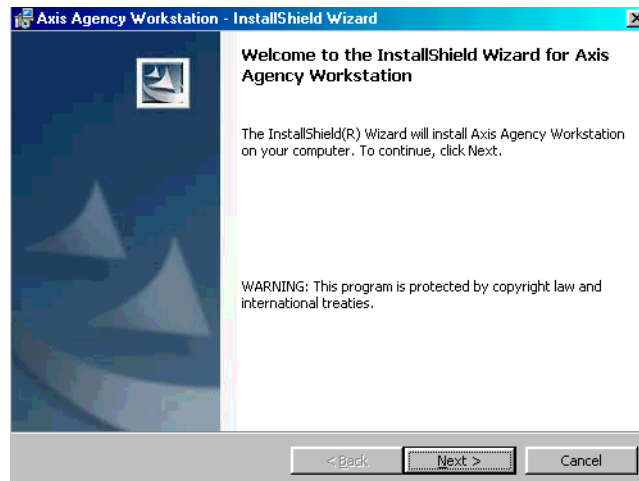 Axis Agency Workstation - InstallShield Wizard
Welcome to the InstallShield Wizard for Axis
Agency Workstation
The InstallShield(R) Wizard will install Axis Agency Workstation
on your computer. To continue, click Next.
WARNING: This program is protected by copyright law and
international treaties.
< Back
Next >
Cancel